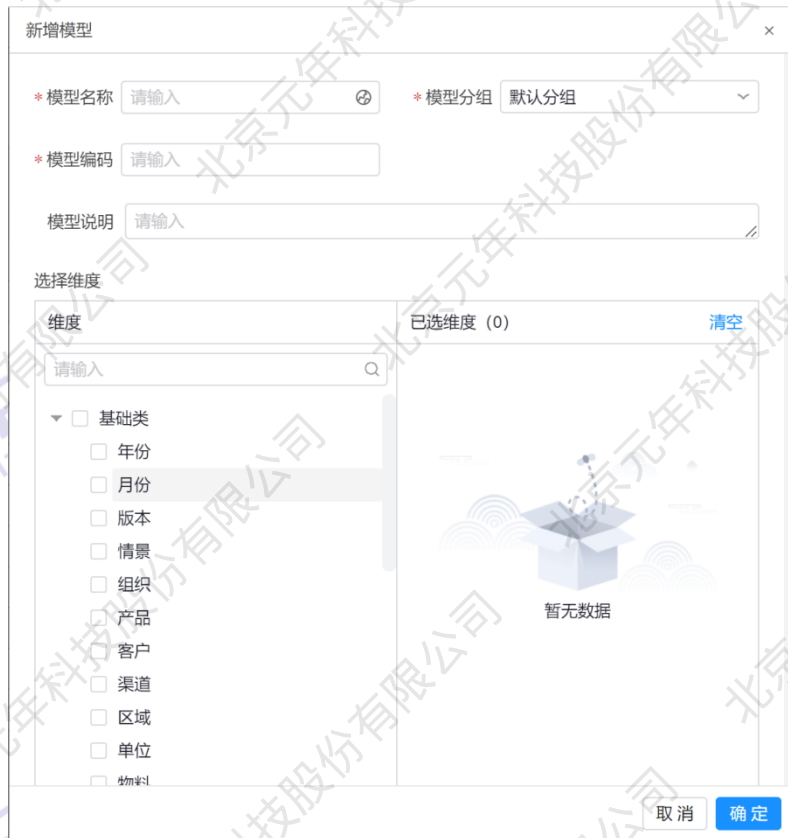 新增模型
* 模型名称 请输入 * 模型分组 默认分组
* 模型编码 请输入
模型说明 请输入
选择维度
维度 已选维度（0） 清空
请输入
基础类
年份
月份
版本
情景
组织
产品
客户
渠道
区域
单位
物料
暂无数据
取消 确定
北京元年科技股份有限公司